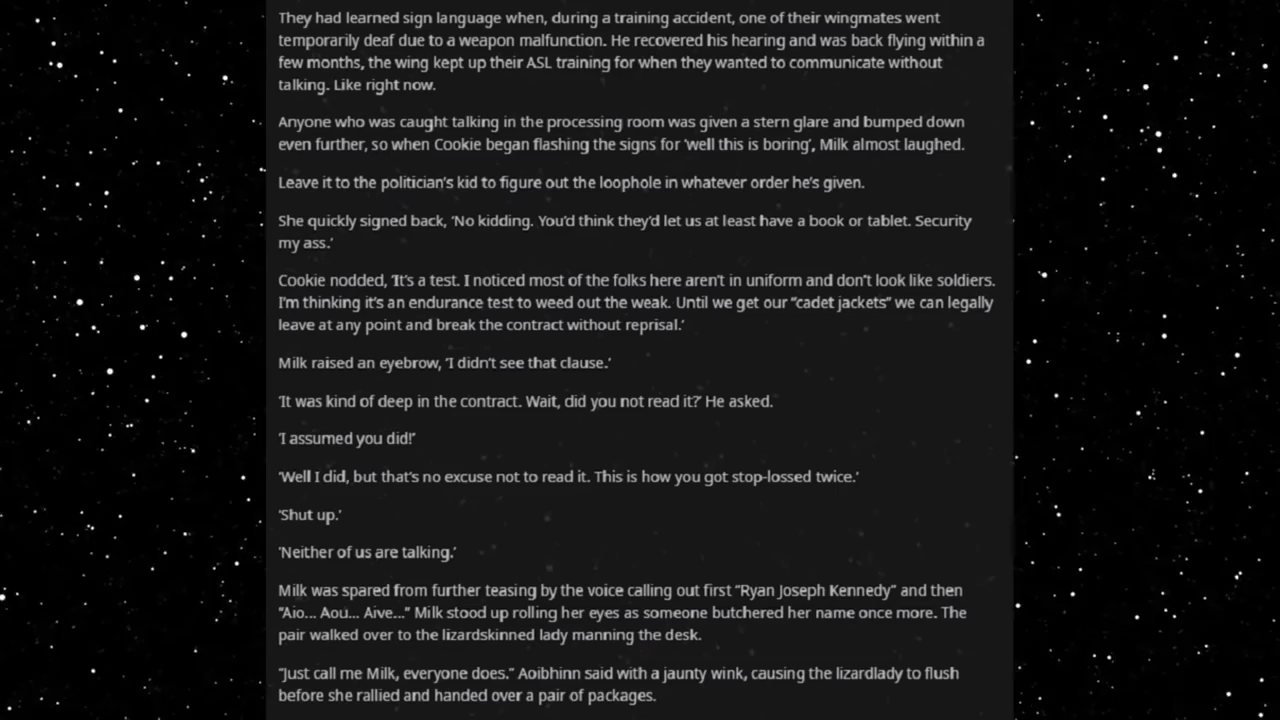 They had learned sign language when, during a training accident, one of their wingmates went
temporarily deaf due to a weapon malfunction. He recovered his hearing and was back flying within a
few months, the wing kept up their ASL training for when they wanted to communicate without
talking. Like right now.
Anyone who was caught talking in the processing room was given a stern glare and bumped down
even further, so when Cookie began flashing the signs for ‘well this is boring’, Milk almost laughed.
Leave it to the politician’s kid to figure out the loophole in whatever order he’s given.
She quickly signed back, ‘No kidding. You’d think they’d let us at least have a book or tablet. Security
my ass.’
Cookie nodded, ‘It’s a test. I noticed most of the folks here aren’t in uniform and don’t look like soldiers.
I’m thinking it’s an endurance test to weed out the weak. Until we get our “cadet jackets” we can legally
leave at any point and break the contract without reprisal.’
Milk raised an eyebrow, ‘I didn’t see that clause.’
‘It was kind of deep in the contract. Wait, did you not read it?’ He asked.
‘I assumed you did!’
‘Well I did, but that’s no excuse not to read it. This is how you got stop-lossed twice.’
‘Shut up.’
‘Neither of us are talking.’
Milk was spared from further teasing by the voice calling out first “Ryan Joseph Kennedy” and then
“Aio... Aou... Aive...” Milk stood up rolling her eyes as someone butchered her name once more. The
pair walked over to the lizardskinned lady manning the desk.
“Just call me Milk, everyone does.” Aoibhinn said with a jaunty wink, causing the lizardlady to flush
before she rallied and handed over a pair of packages.